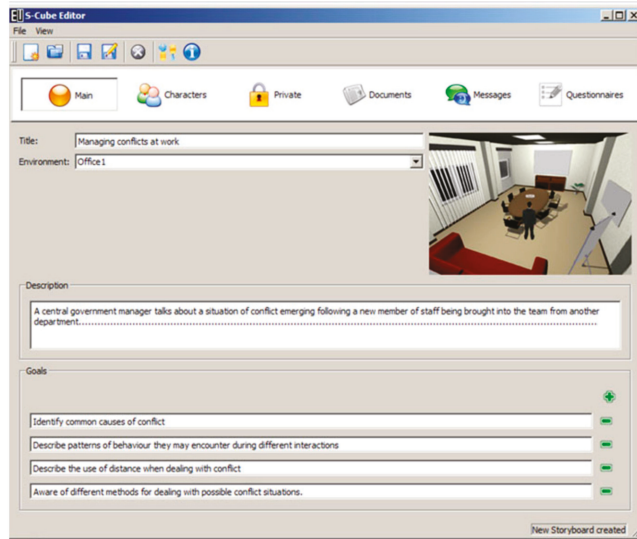 S-Cube Editor
File View
Main Characters Private Documents Messages Questionnaires
Title: Managing conflicts at work
Environment: Office1
Description
A central government manager talks about a situation of conflict emerging following a new member of staff being brought into the team from another
department.......................................................................................................................................................................
Goals
Identify common causes of conflict
Describe patterns of behaviour they may encounter during different interactions
Describe the use of distance when dealing with conflict
Aware of different methods for dealing with possible conflict situations.
New Storyboard created